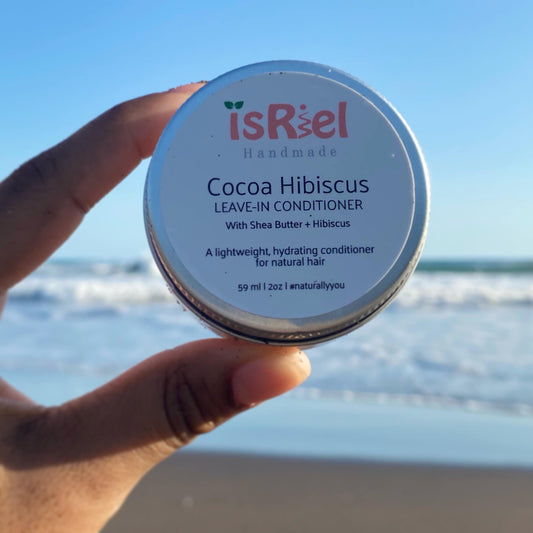 isRiel
Handmade
Cocoa Hibiscus
LEAVE-IN CONDITIONER
With Shea Butter + Hibiscus
A lightweight, hydrating conditioner
for natural hair
59 ml | 2oz | #naturallyyou